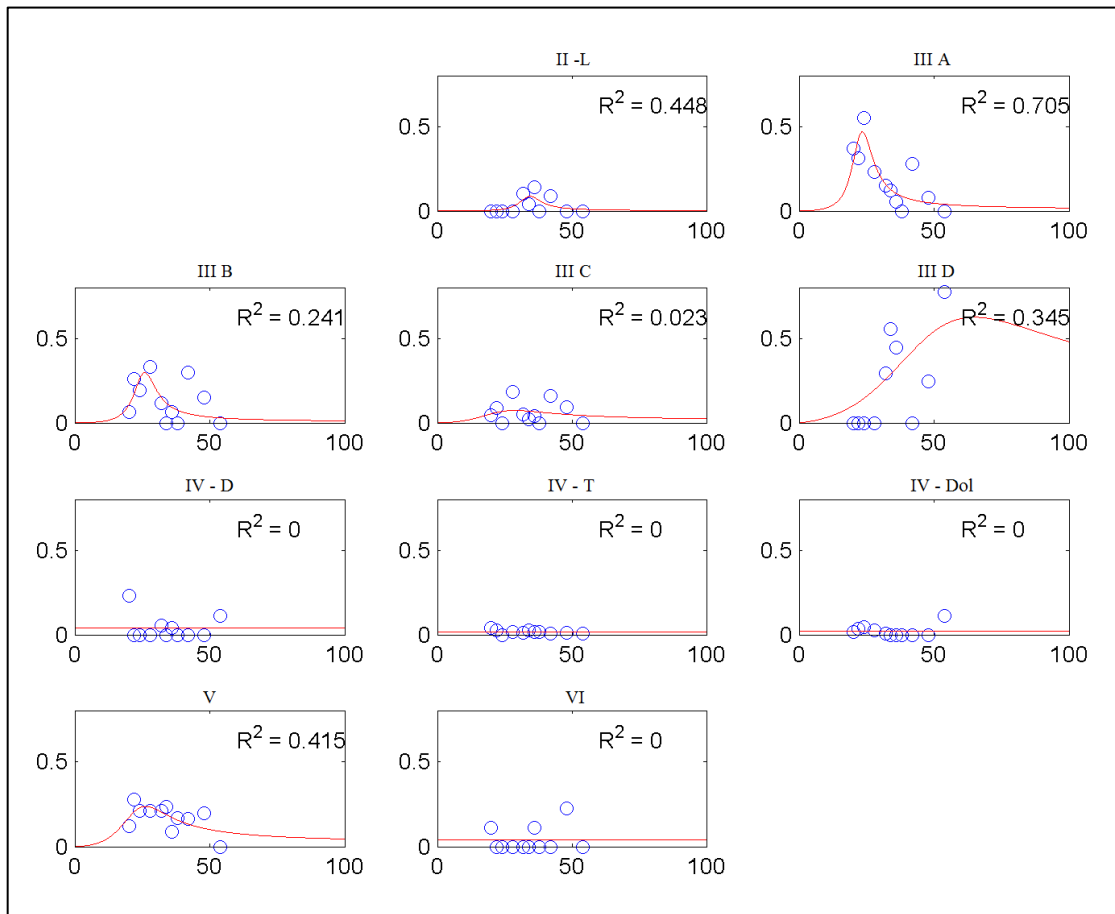 II -L
R² = 0.448
0.5
0
0 50 100
III A
R² = 0.705
0.5
0
0 50 100
III B
R² = 0.241
0.5
0
0 50 100
III C
R² = 0.023
0.5
0
0 50 100
III D
R² = 0.345
0.5
0
0 50 100
IV - D
R² = 0
0.5
0
0 50 100
IV - T
R² = 0
0.5
0
0 50 100
IV - Dol
R² = 0
0.5
0
0 50 100
V
R² = 0.415
0.5
0
0 50 100
VI
R² = 0
0.5
0
0 50 100